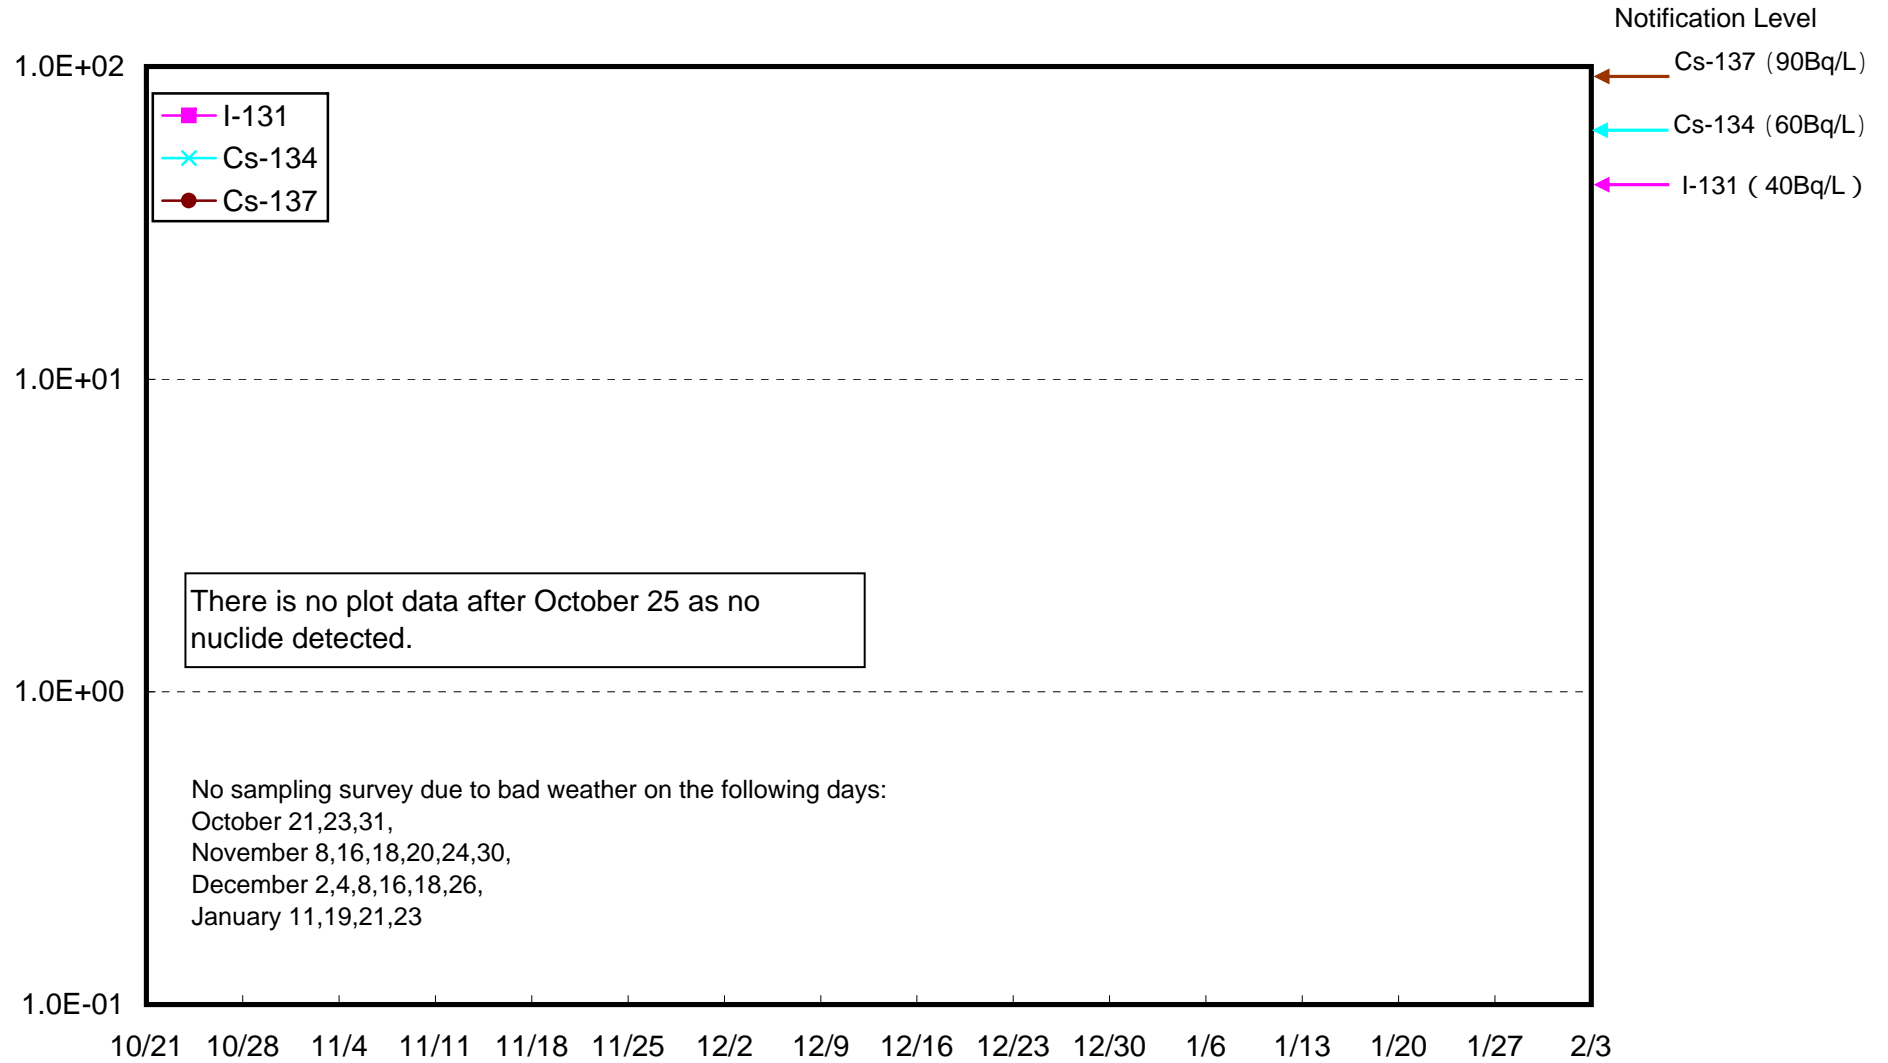 Notification Level
1.0E+02
Cs-137 (90Bq/L)
I-131
Cs-134 (60Bq/L)
Cs-134
I-131 ( 40Bq/L )
Cs-137
1.0E+01
There is no plot data after October 25 as no
nuclide detected.
1.0E+00
No sampling survey due to bad weather on the following days:
October 21,23,31,
November 8,16,18,20,24,30,
December 2,4,8,16,18,26,
January 11,19,21,23
1.0E-01
10/21 10/28 11/4 11/11 11/18 11/25 12/2 12/9 12/16 12/23 12/30 1/6 1/13 1/20 1/27 2/3